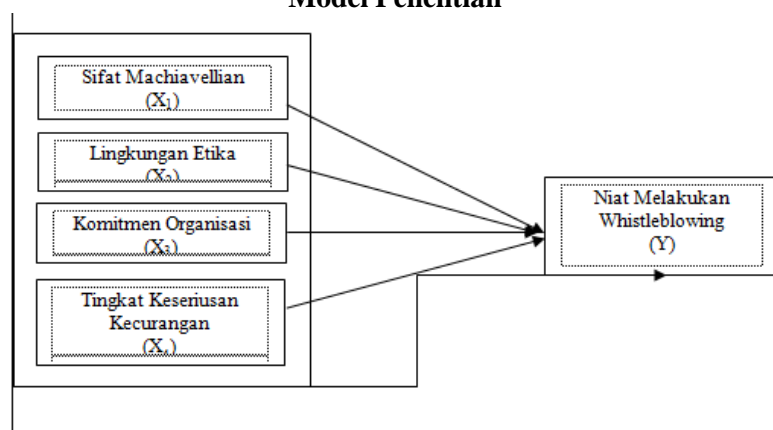 Model Penelitian
Sifat Machiavellian
(X₁)
Lingkungan Etika
(X₂)
Komitmen Organisasi
(X₃)
Tingkat Keseriusan
Kecurangan
(X₄)
Niat Melakukan
Whistleblowing
(Y)